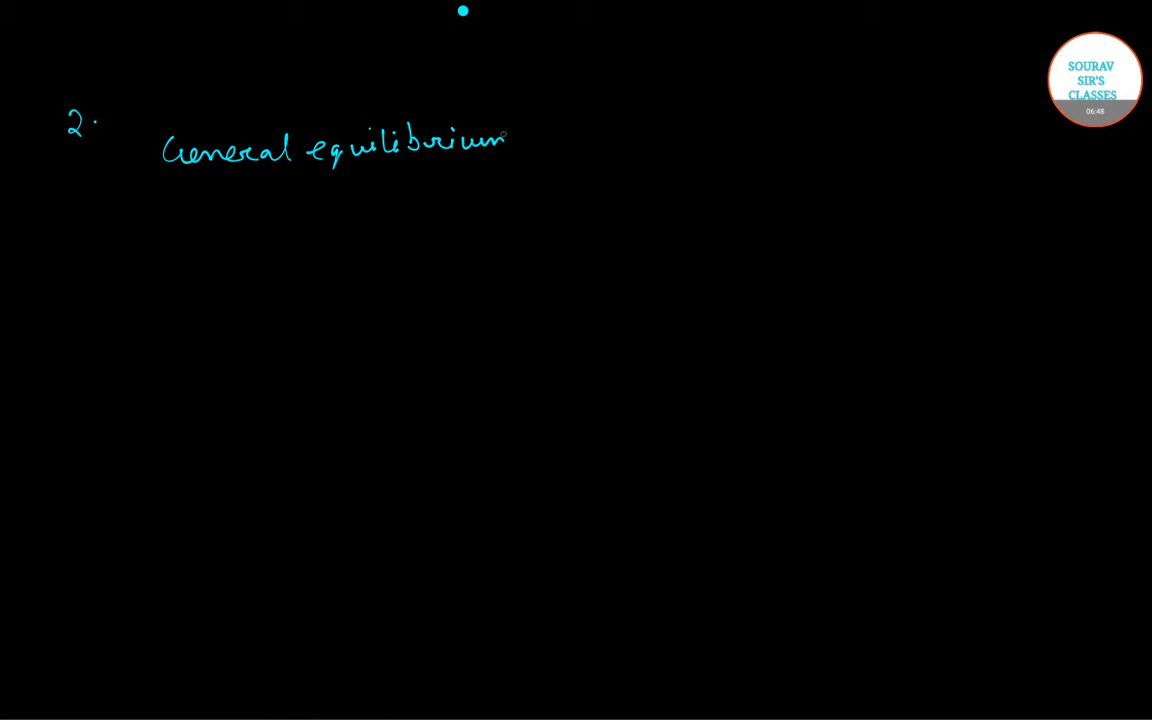 SOURAV
SIR'S
CLASSES
06:48
2.
General equilibrium